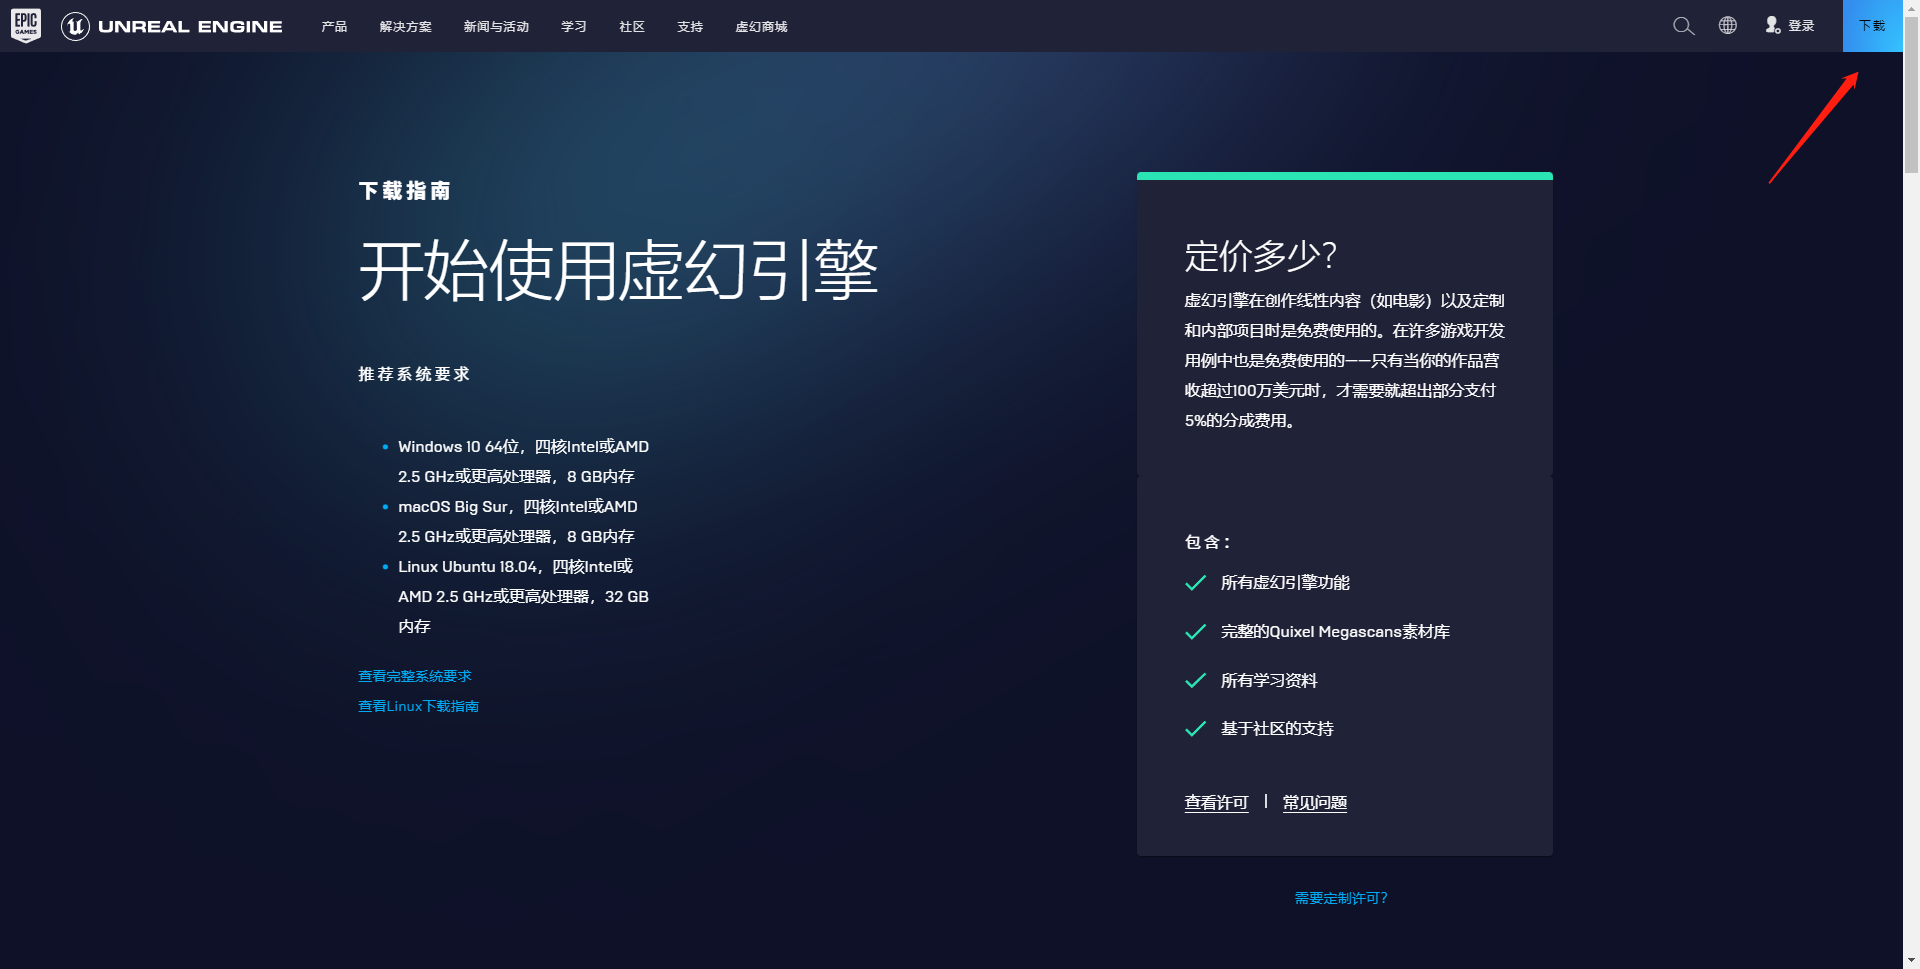 EPIC GAMES
UNREAL ENGINE
产品
解决方案
新闻与活动
学习
社区
支持
虚幻商城
登录
下载
下载指南
开始使用虚幻引擎
推荐系统要求
Windows 10 64位，四核Intel或AMD
2.5 GHz或更高处理器，8 GB内存
macOS Big Sur，四核Intel或AMD
2.5 GHz或更高处理器，8 GB内存
Linux Ubuntu 18.04，四核Intel或
AMD 2.5 GHz或更高处理器，32 GB
内存
查看完整系统要求
查看Linux下载指南
定价多少？
虚幻引擎在创作线性内容（如电影）以及定制
和内部项目时是免费使用的。在许多游戏开发
用例中也是免费使用的——只有当你的作品营
收超过100万美元时，才需要就超出部分支付
5%的分成费用。
包含：
所有虚幻引擎功能
完整的Quixel Megascans素材库
所有学习资料
基于社区的支持
查看许可 | 常见问题
需要定制许可？